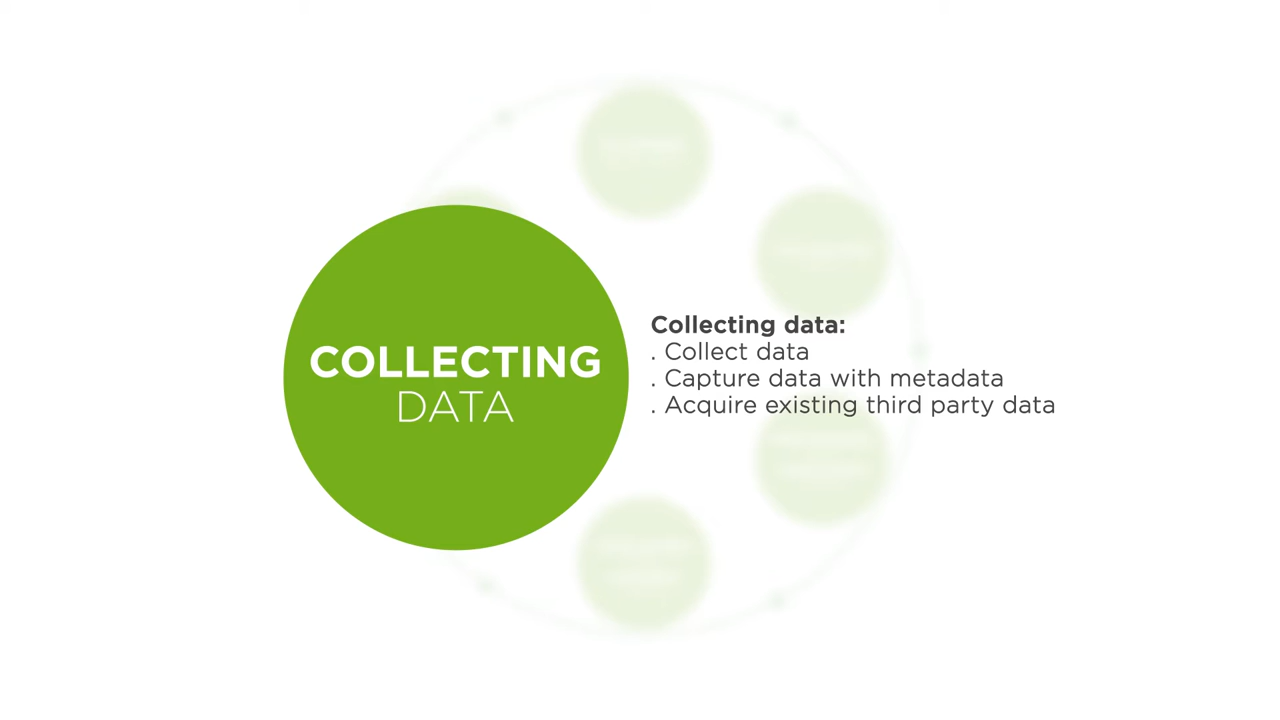 COLLECTING
DATA
Collecting data:
. Collect data
. Capture data with metadata
. Acquire existing third party data